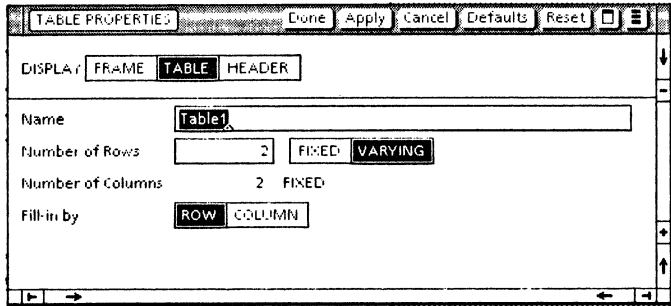 TABLE PROPERTIES Done Apply Cancel Defaults Reset
DISPLAY FRAME TABLE HEADER
Name Table1
Number of Rows 2 FIXED VARYING
Number of Columns 2 FIXED
Fill-in by ROW COLUMN